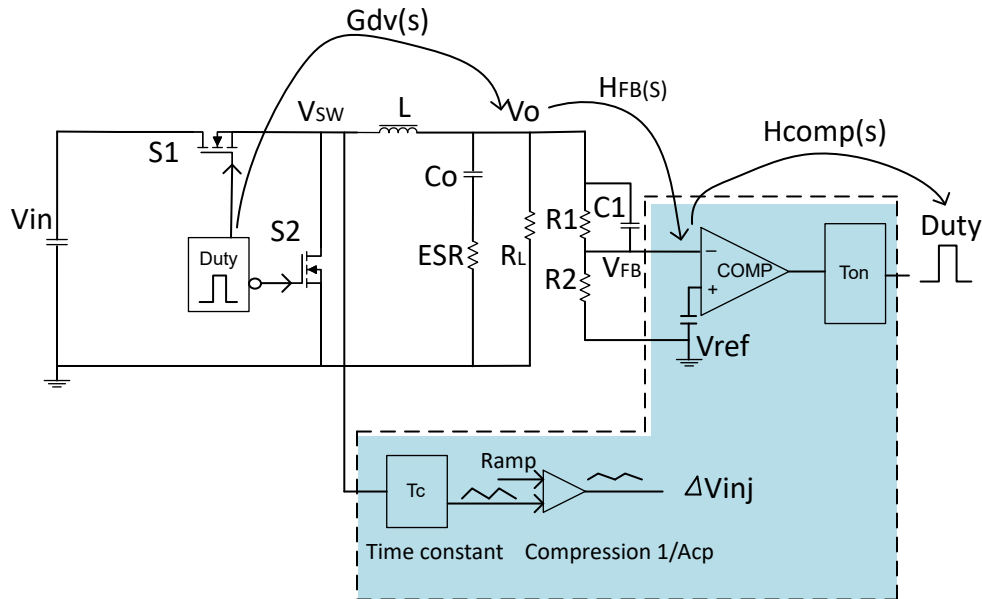 Gdv(s)
HFB(S)
Hcomp(s)
VSW
L
Vo
S1
Co
C1
R1
Vin
S2
Duty
Duty
ESR
RL
VFB
−
COMP
Ton
R2
+
Vref
Ramp
Tc
ΔVinj
Time constant
Compression 1/Acp